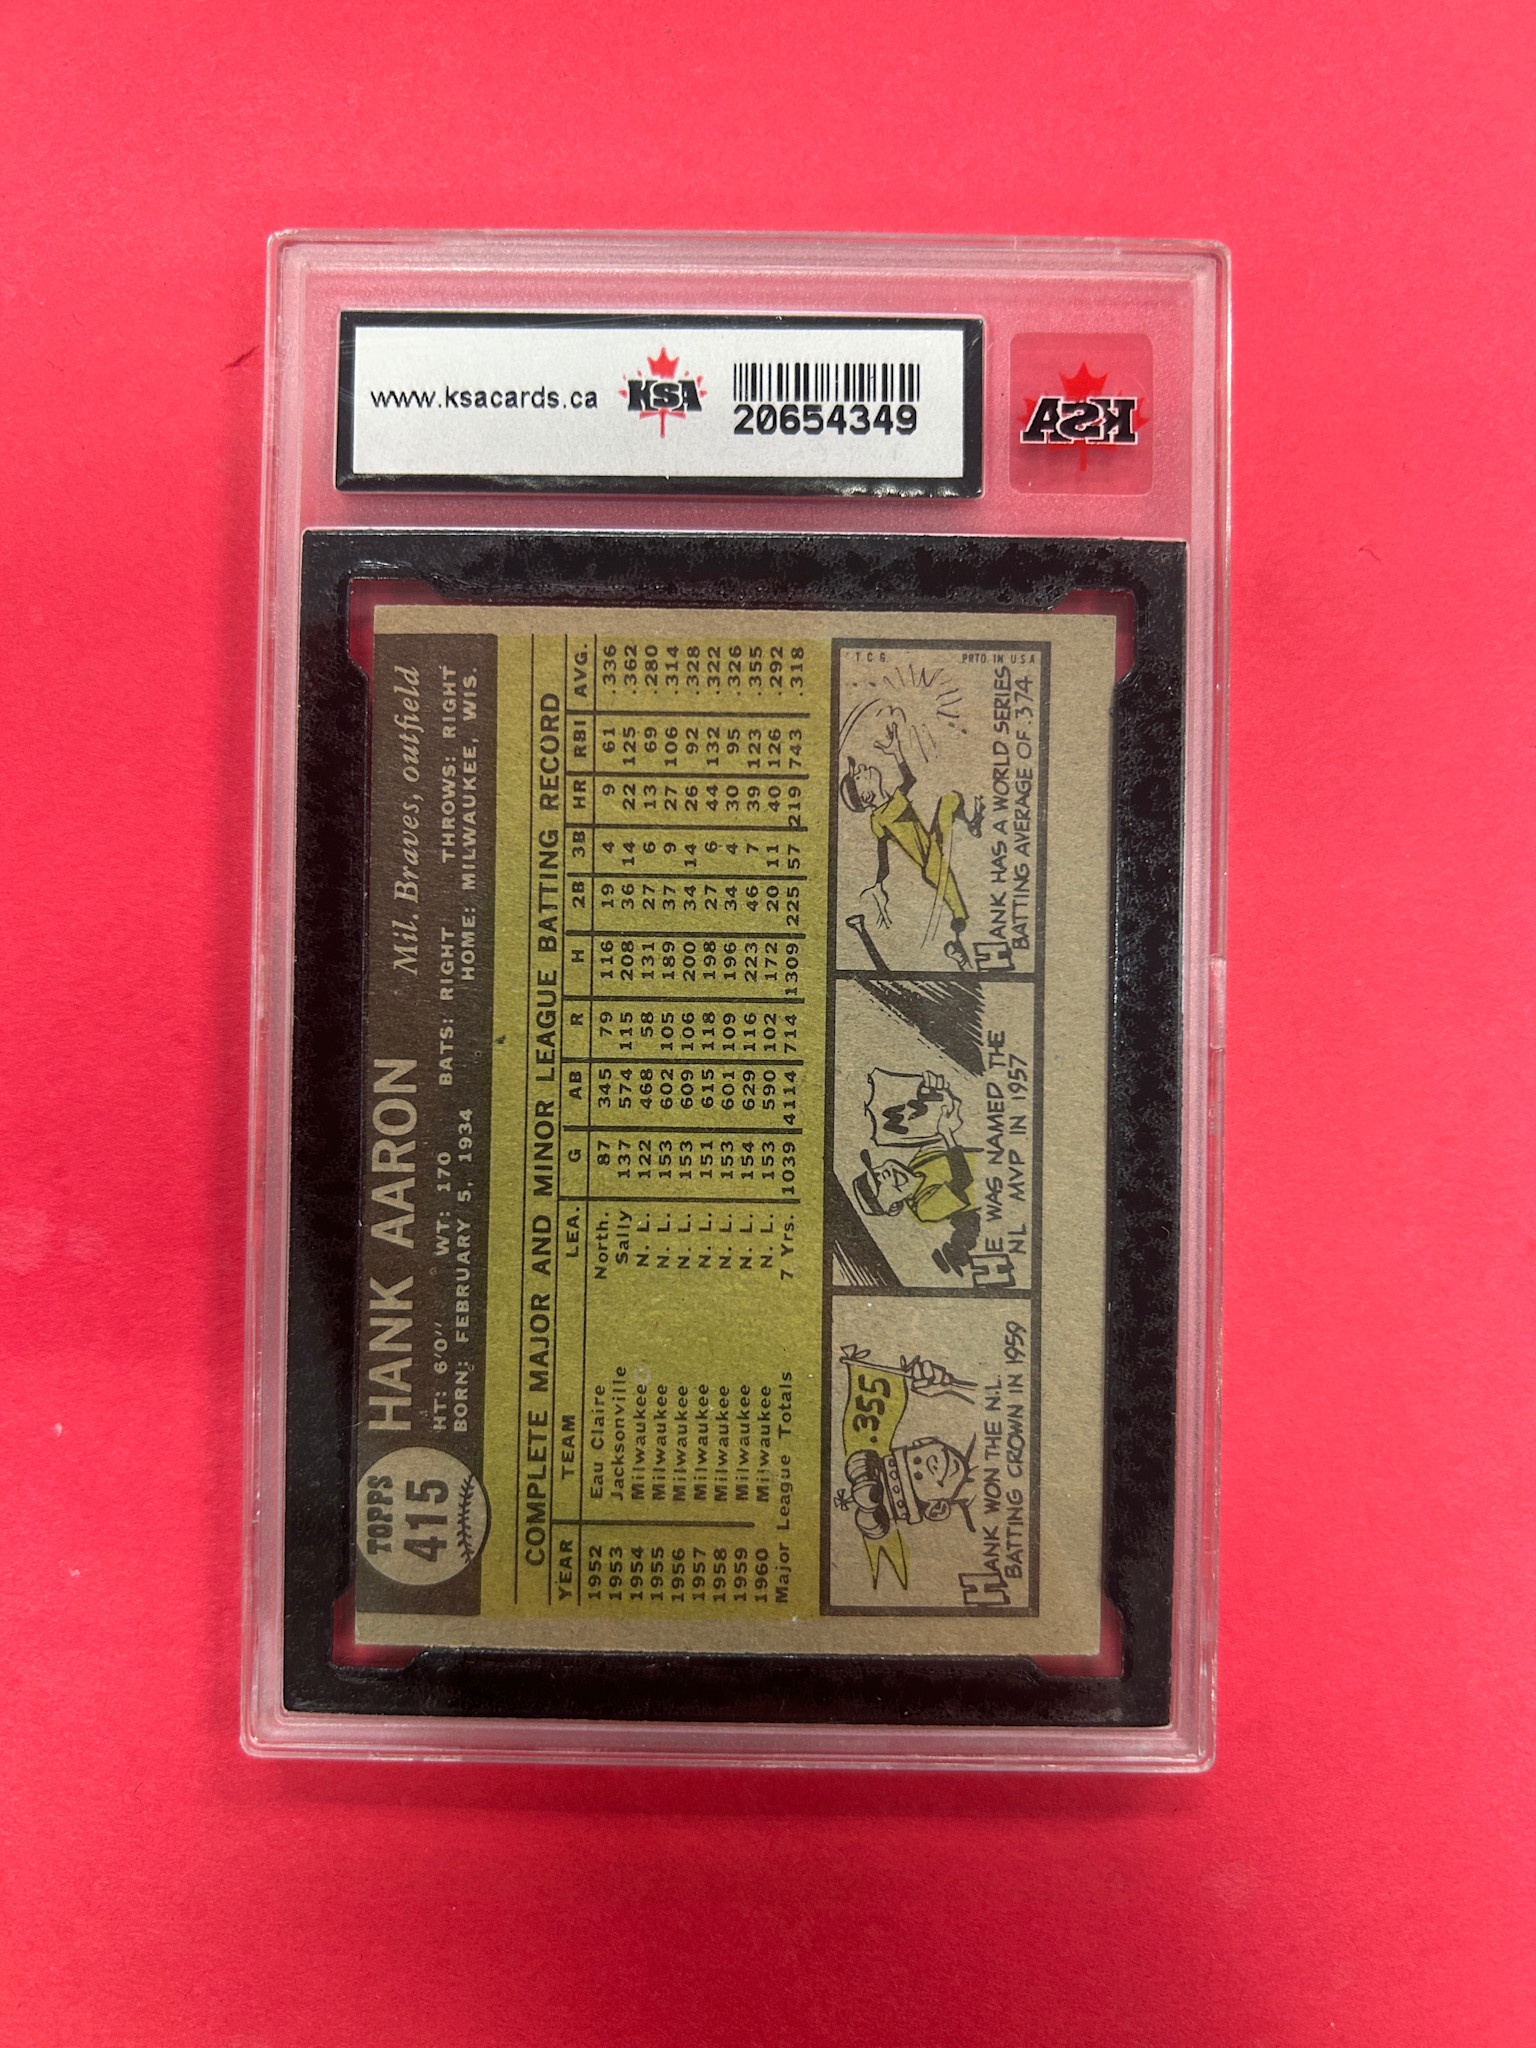 www.ksacards.ca
KSA
20654349
KSA
TOPPS
415
HANK AARON
Mil. Braves, outfield
HT: 6'0" WT: 170 BATS: RIGHT THROWS: RIGHT
BORN: FEBRUARY 5, 1934 HOME: MILWAUKEE, WIS.
COMPLETE MAJOR AND MINOR LEAGUE BATTING RECORD
YEAR TEAM LEA. G AB R H 2B 3B HR RBI AVG.
1952 Eau Claire North. 87 345 79 116 19 4 9 61 .336
1953 Jacksonville Sally 137 574 115 208 36 14 22 125 .362
1954 Milwaukee N. L. 122 468 58 131 27 6 13 69 .280
1955 Milwaukee N. L. 153 602 105 189 37 9 27 106 .314
1956 Milwaukee N. L. 153 609 106 200 34 14 26 92 .328
1957 Milwaukee N. L. 151 615 118 198 27 6 44 132 .322
1958 Milwaukee N. L. 153 601 109 196 34 4 30 95 .326
1959 Milwaukee N. L. 154 629 116 223 46 7 39 123 .355
1960 Milwaukee N. L. 153 590 102 172 20 11 40 126 .292
Major League Totals 7 Yrs. 1039 4114 714 1309 225 57 219 743 .318
.355
HANK WON THE N.L.
BATTING CROWN IN 1959
MVP
HE WAS NAMED THE
NL MVP IN 1957
T.C.G. PRTD. IN U.S.A.
HANK HAS A WORLD SERIES
BATTING AVERAGE OF .374